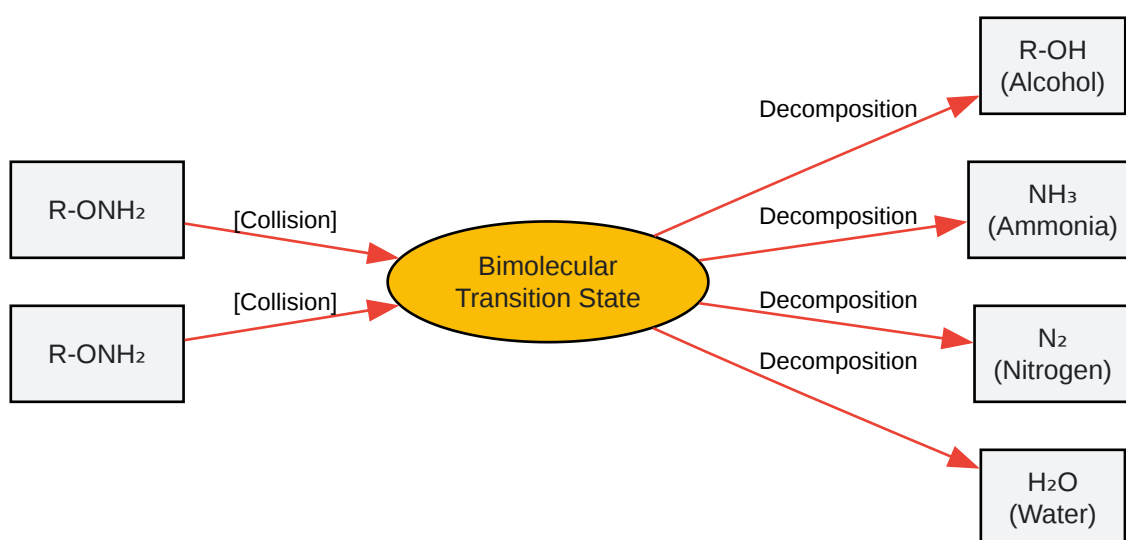 R-ONH₂
[Collision]
R-ONH₂
[Collision]
Bimolecular
Transition State
Decomposition
R-OH
(Alcohol)
Decomposition
NH₃
(Ammonia)
Decomposition
N₂
(Nitrogen)
Decomposition
H₂O
(Water)